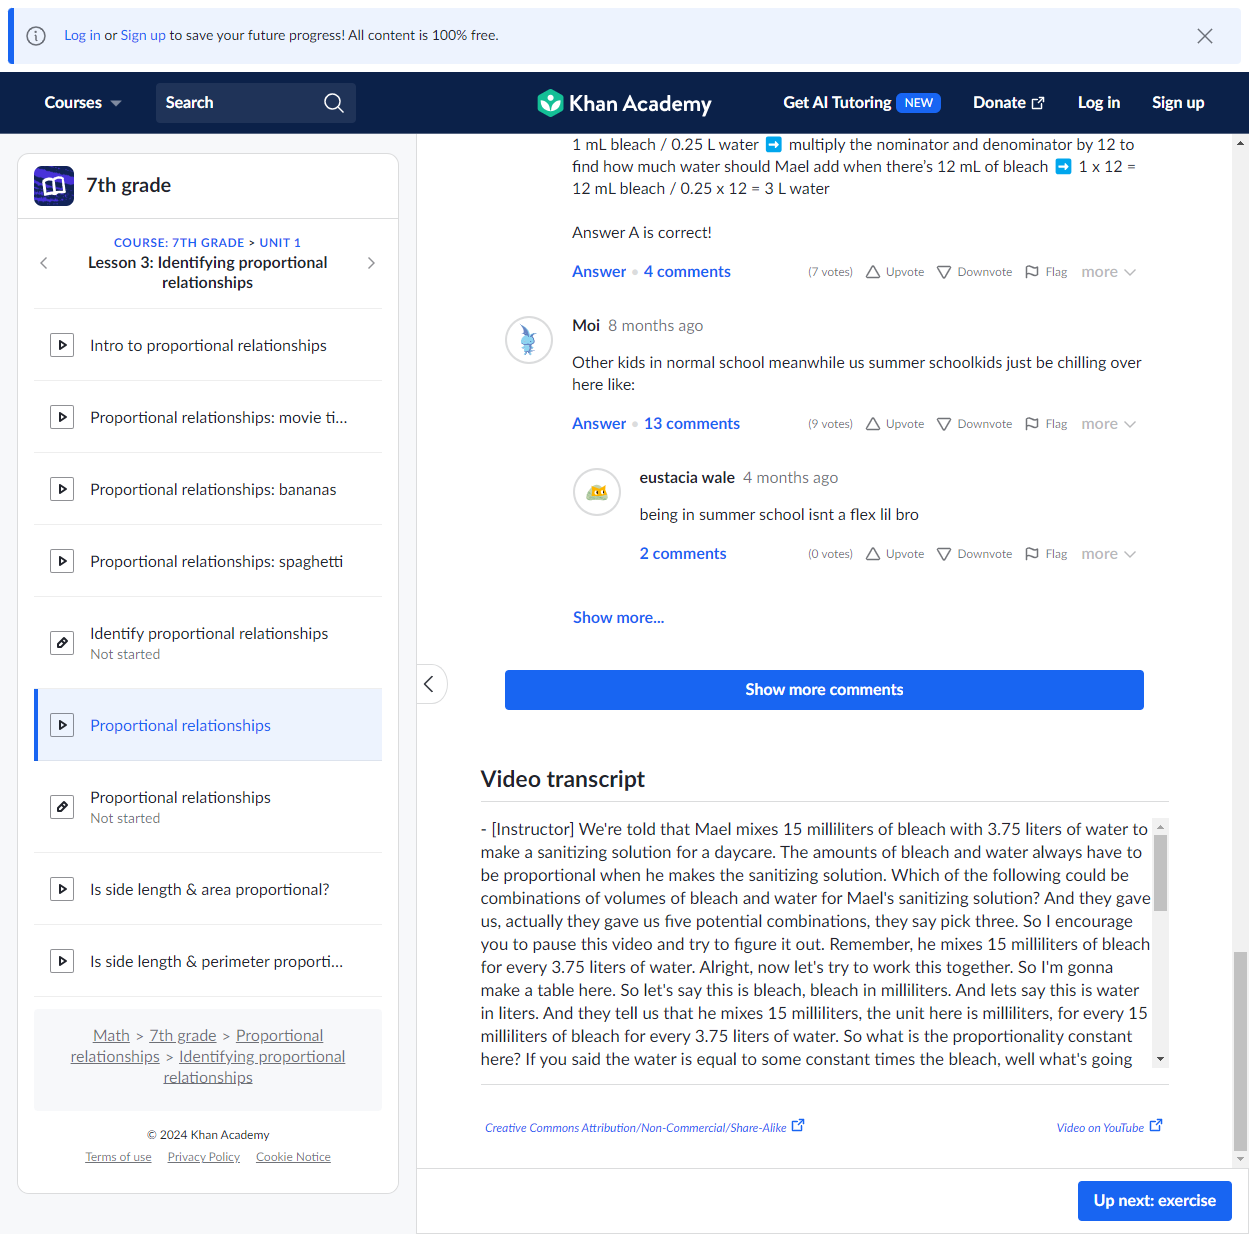 Log in or Sign up to save your future progress! All content is 100% free.
Courses
Search
Khan Academy
Get AI Tutoring NEW
Donate
Log in
Sign up
7th grade
COURSE: 7TH GRADE > UNIT 1
Lesson 3: Identifying proportional
relationships
Intro to proportional relationships
Proportional relationships: movie ti...
Proportional relationships: bananas
Proportional relationships: spaghetti
Identify proportional relationships
Not started
Proportional relationships
Proportional relationships
Not started
Is side length & area proportional?
Is side length & perimeter proporti...
Math > 7th grade > Proportional
relationships > Identifying proportional
relationships
© 2024 Khan Academy
Terms of use Privacy Policy Cookie Notice
1 mL bleach / 0.25 L water ➡️ multiply the nominator and denominator by 12 to
find how much water should Mael add when there's 12 mL of bleach ➡️ 1 x 12 =
12 mL bleach / 0.25 x 12 = 3 L water
Answer A is correct!
Answer • 4 comments (7 votes) Upvote Downvote Flag more
Moi 8 months ago
Other kids in normal school meanwhile us summer schoolkids just be chilling over
here like:
Answer • 13 comments (9 votes) Upvote Downvote Flag more
eustacia wale 4 months ago
being in summer school isnt a flex lil bro
2 comments (0 votes) Upvote Downvote Flag more
Show more...
Show more comments
Video transcript
- [Instructor] We're told that Mael mixes 15 milliliters of bleach with 3.75 liters of water to
make a sanitizing solution for a daycare. The amounts of bleach and water always have to
be proportional when he makes the sanitizing solution. Which of the following could be
combinations of volumes of bleach and water for Mael's sanitizing solution? And they gave
us, actually they gave us five potential combinations, they say pick three. So I encourage
you to pause this video and try to figure it out. Remember, he mixes 15 milliliters of bleach
for every 3.75 liters of water. Alright, now let's try to work this together. So I'm gonna
make a table here. So let's say this is bleach, bleach in milliliters. And lets say this is water
in liters. And they tell us that he mixes 15 milliliters, the unit here is milliliters, for every 15
milliliters of bleach for every 3.75 liters of water. So what is the proportionality constant
here? If you said the water is equal to some constant times the bleach, well what's going
Creative Commons Attribution/Non-Commercial/Share-Alike
Video on YouTube
Up next: exercise